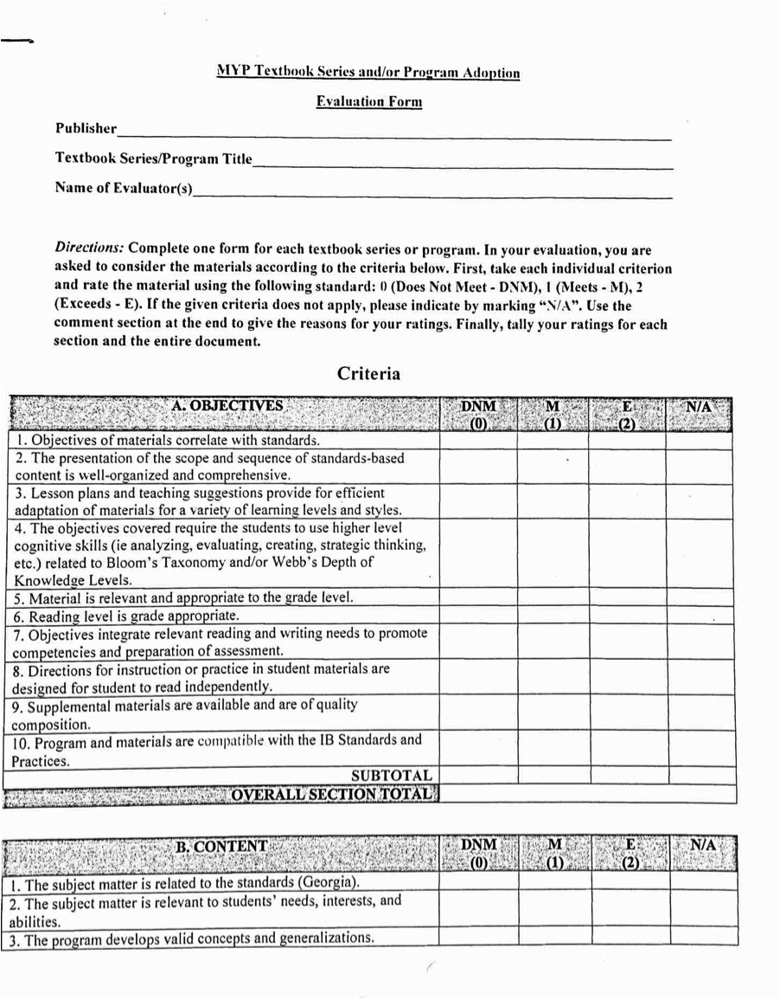 MYP Textbook Series and/or Program Adoption
Evaluation Form
Publisher
Textbook Series/Program Title
Name of Evaluator(s)
Directions: Complete one form for each textbook series or program. In your evaluation, you are
asked to consider the materials according to the criteria below. First, take each individual criterion
and rate the material using the following standard: 0 (Does Not Meet - DNM), 1 (Meets - M), 2
(Exceeds - E). If the given criteria does not apply, please indicate by marking “N/A”. Use the
comment section at the end to give the reasons for your ratings. Finally, tally your ratings for each
section and the entire document.
Criteria
A. OBJECTIVES DNM M E N/A
(0) (1) (2)
1. Objectives of materials correlate with standards.
2. The presentation of the scope and sequence of standards-based
content is well-organized and comprehensive.
3. Lesson plans and teaching suggestions provide for efficient
adaptation of materials for a variety of learning levels and styles.
4. The objectives covered require the students to use higher level
cognitive skills (ie analyzing, evaluating, creating, strategic thinking,
etc.) related to Bloom’s Taxonomy and/or Webb’s Depth of
Knowledge Levels.
5. Material is relevant and appropriate to the grade level.
6. Reading level is grade appropriate.
7. Objectives integrate relevant reading and writing needs to promote
competencies and preparation of assessment.
8. Directions for instruction or practice in student materials are
designed for student to read independently.
9. Supplemental materials are available and are of quality
composition.
10. Program and materials are compatible with the IB Standards and
Practices.
SUBTOTAL
OVERALL SECTION TOTAL
B. CONTENT DNM M E N/A
(0) (1) (2)
1. The subject matter is related to the standards (Georgia).
2. The subject matter is relevant to students’ needs, interests, and
abilities.
3. The program develops valid concepts and generalizations.